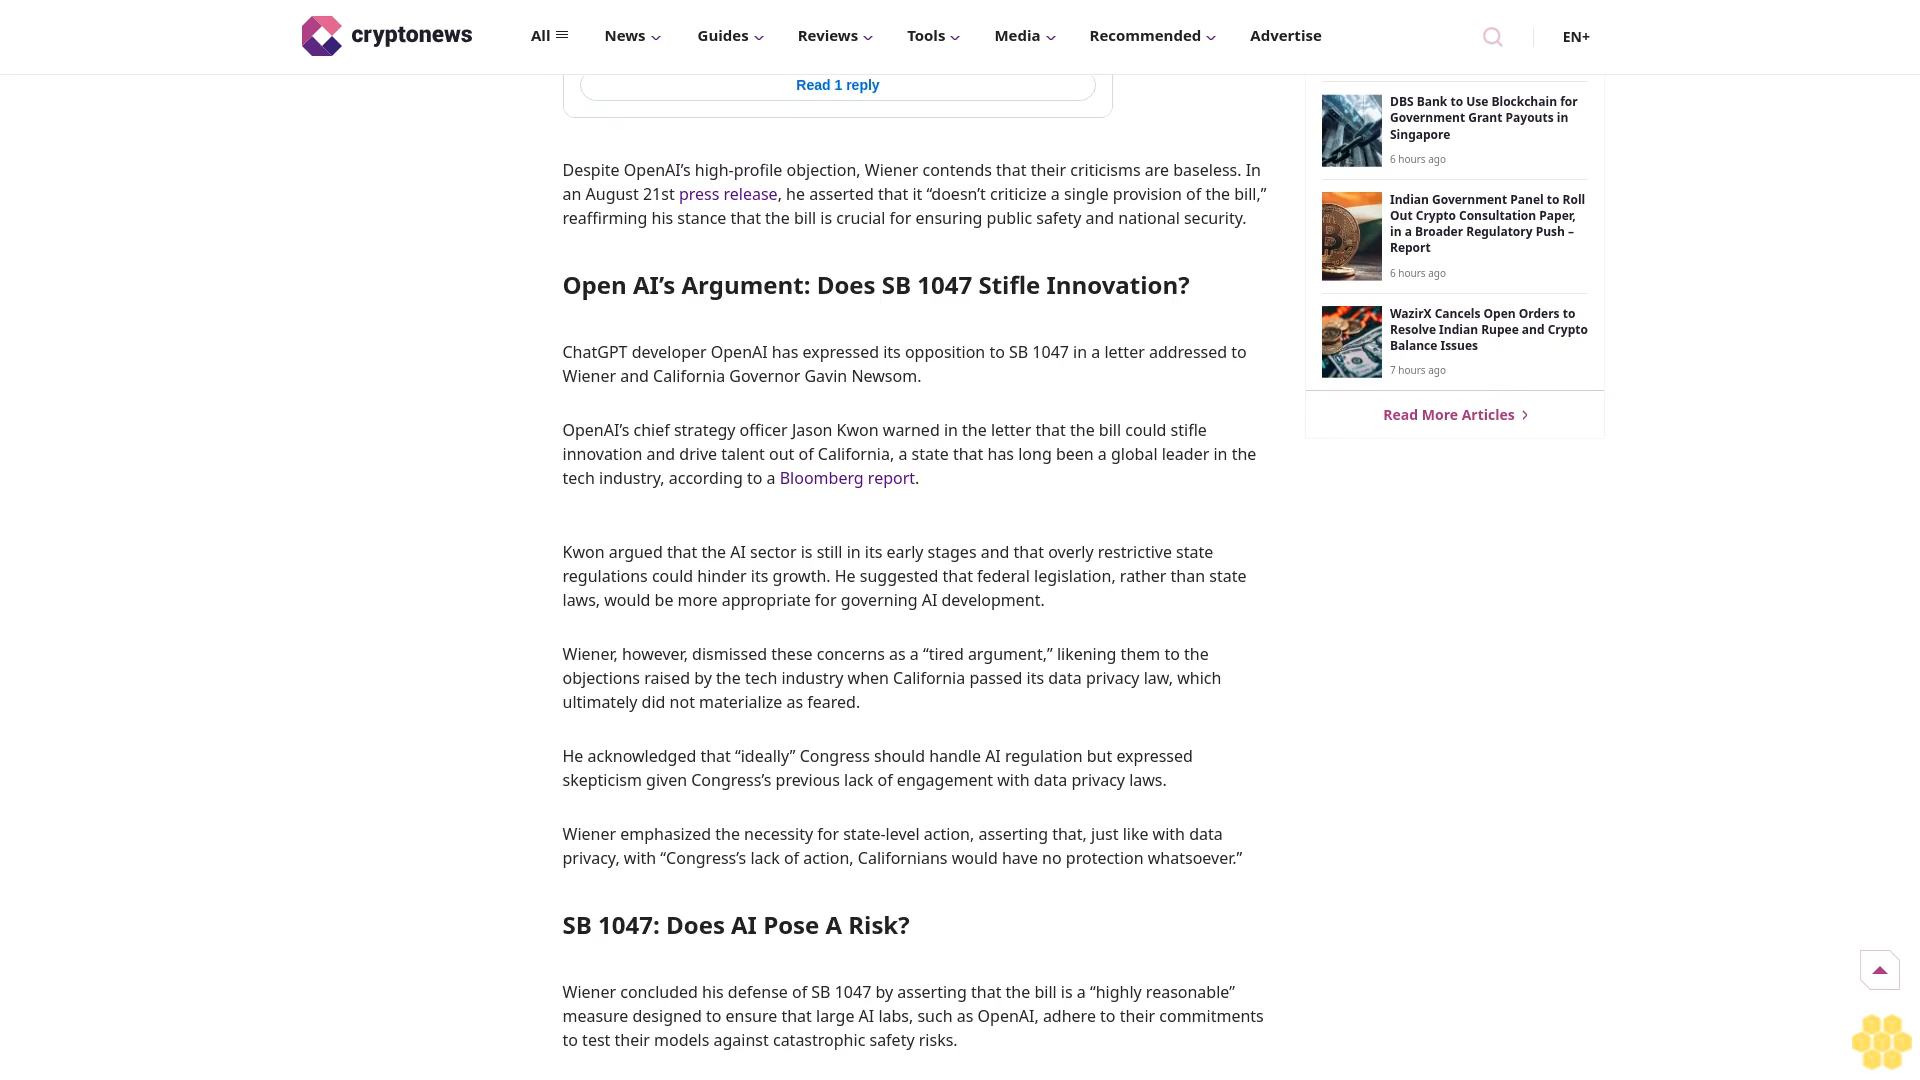 cryptonews
All
News
Guides
Reviews
Tools
Media
Recommended
Advertise
EN+
Read 1 reply
Despite OpenAI’s high-profile objection, Wiener contends that their criticisms are baseless. In
an August 21st press release, he asserted that it “doesn’t criticize a single provision of the bill,”
reaffirming his stance that the bill is crucial for ensuring public safety and national security.
Open AI’s Argument: Does SB 1047 Stifle Innovation?
ChatGPT developer OpenAI has expressed its opposition to SB 1047 in a letter addressed to
Wiener and California Governor Gavin Newsom.
OpenAI’s chief strategy officer Jason Kwon warned in the letter that the bill could stifle
innovation and drive talent out of California, a state that has long been a global leader in the
tech industry, according to a Bloomberg report.
Kwon argued that the AI sector is still in its early stages and that overly restrictive state
regulations could hinder its growth. He suggested that federal legislation, rather than state
laws, would be more appropriate for governing AI development.
Wiener, however, dismissed these concerns as a “tired argument,” likening them to the
objections raised by the tech industry when California passed its data privacy law, which
ultimately did not materialize as feared.
He acknowledged that “ideally” Congress should handle AI regulation but expressed
skepticism given Congress’s previous lack of engagement with data privacy laws.
Wiener emphasized the necessity for state-level action, asserting that, just like with data
privacy, with “Congress’s lack of action, Californians would have no protection whatsoever.”
SB 1047: Does AI Pose A Risk?
Wiener concluded his defense of SB 1047 by asserting that the bill is a “highly reasonable”
measure designed to ensure that large AI labs, such as OpenAI, adhere to their commitments
to test their models against catastrophic safety risks.
DBS Bank to Use Blockchain for
Government Grant Payouts in
Singapore
6 hours ago
Indian Government Panel to Roll
Out Crypto Consultation Paper,
in a Broader Regulatory Push –
Report
6 hours ago
WazirX Cancels Open Orders to
Resolve Indian Rupee and Crypto
Balance Issues
7 hours ago
Read More Articles